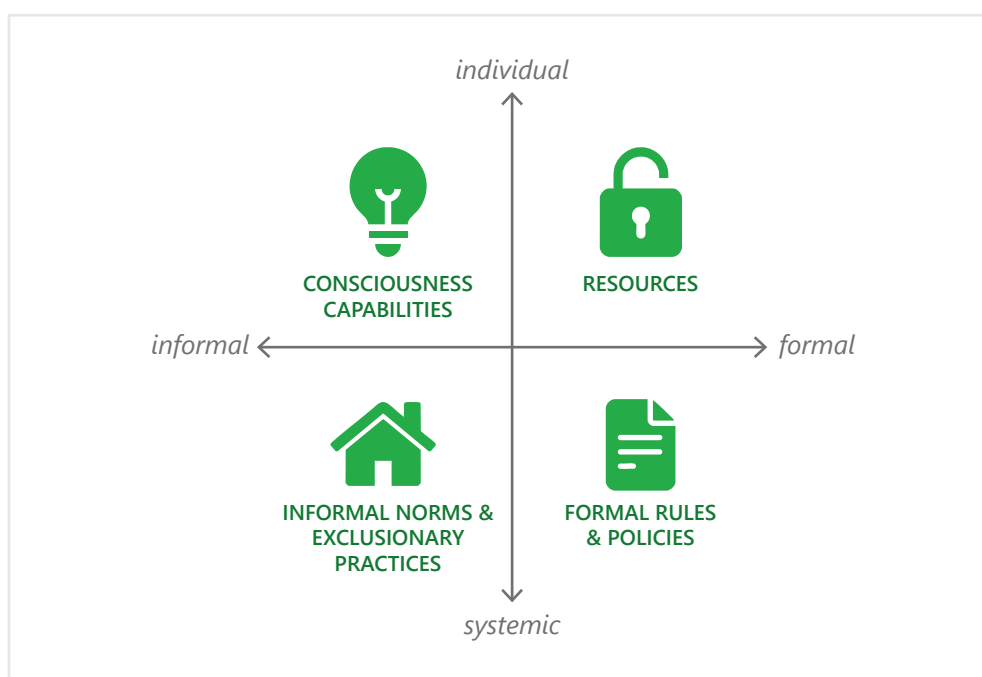 individual
CONSCIOUSNESS
CAPABILITIES
RESOURCES
informal
formal
INFORMAL NORMS &
EXCLUSIONARY
PRACTICES
FORMAL RULES
& POLICIES
systemic